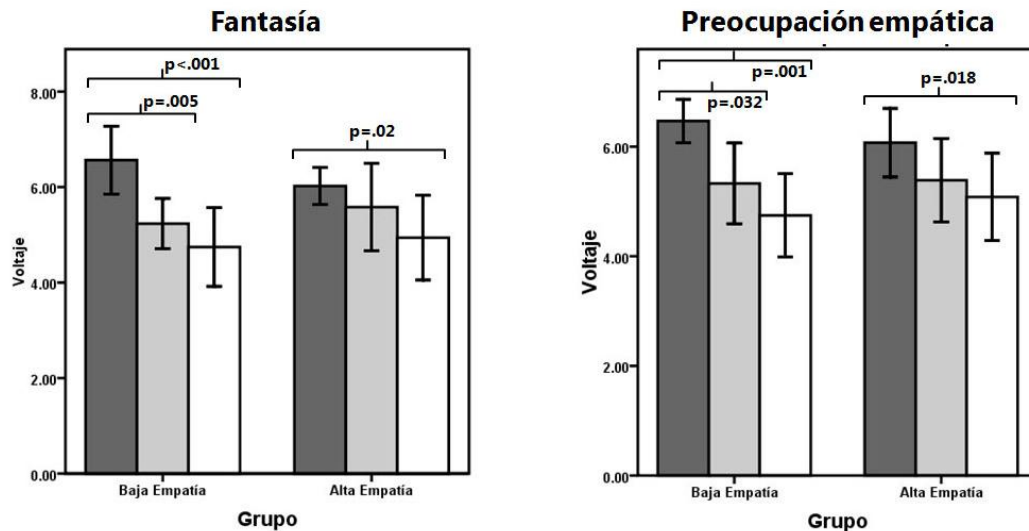 Fantasía
p<.001
p=.005
p=.02
8.00
6.00
4.00
2.00
0.00
Voltaje
Baja Empatía
Alta Empatía
Grupo
Preocupación empática
p=.001
p=.032
p=.018
6.00
4.00
2.00
0.00
Voltaje
Baja Empatía
Alta Empatía
Grupo